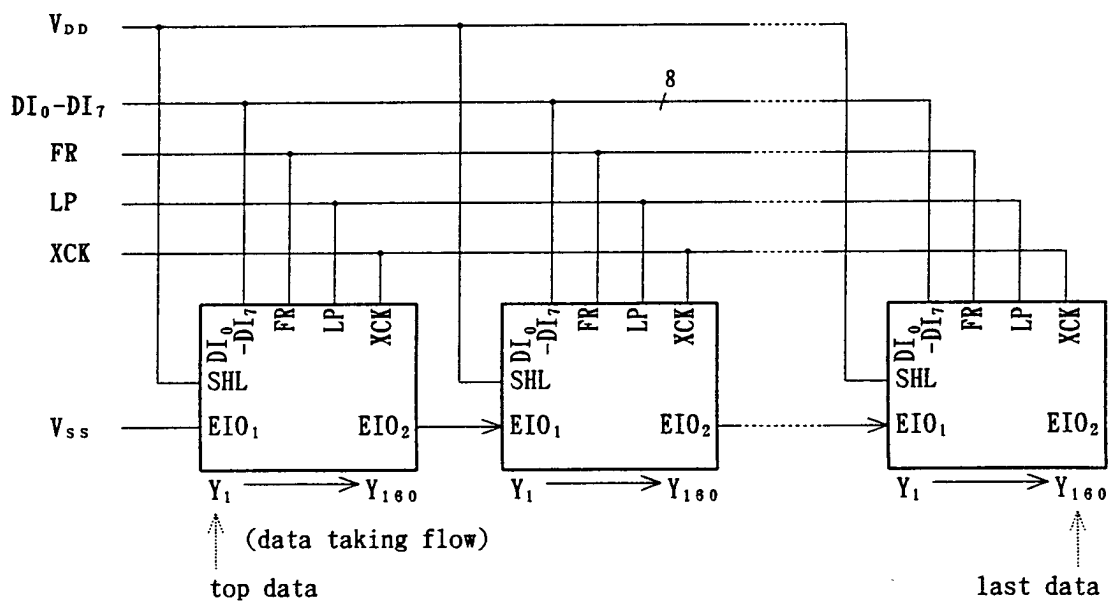 V_DD
8
DI₀-DI₇
FR
LP
XCK
DI₀ -DI₇ FR LP XCK
DI₀ -DI₇ FR LP XCK
DI₀ -DI₇ FR LP XCK
SHL SHL SHL
V_SS EIO₁ EIO₂ EIO₁ EIO₂ EIO₁ EIO₂
Y₁ Y₁₆₀ Y₁ Y₁₆₀ Y₁ Y₁₆₀
(data taking flow)
top data last data